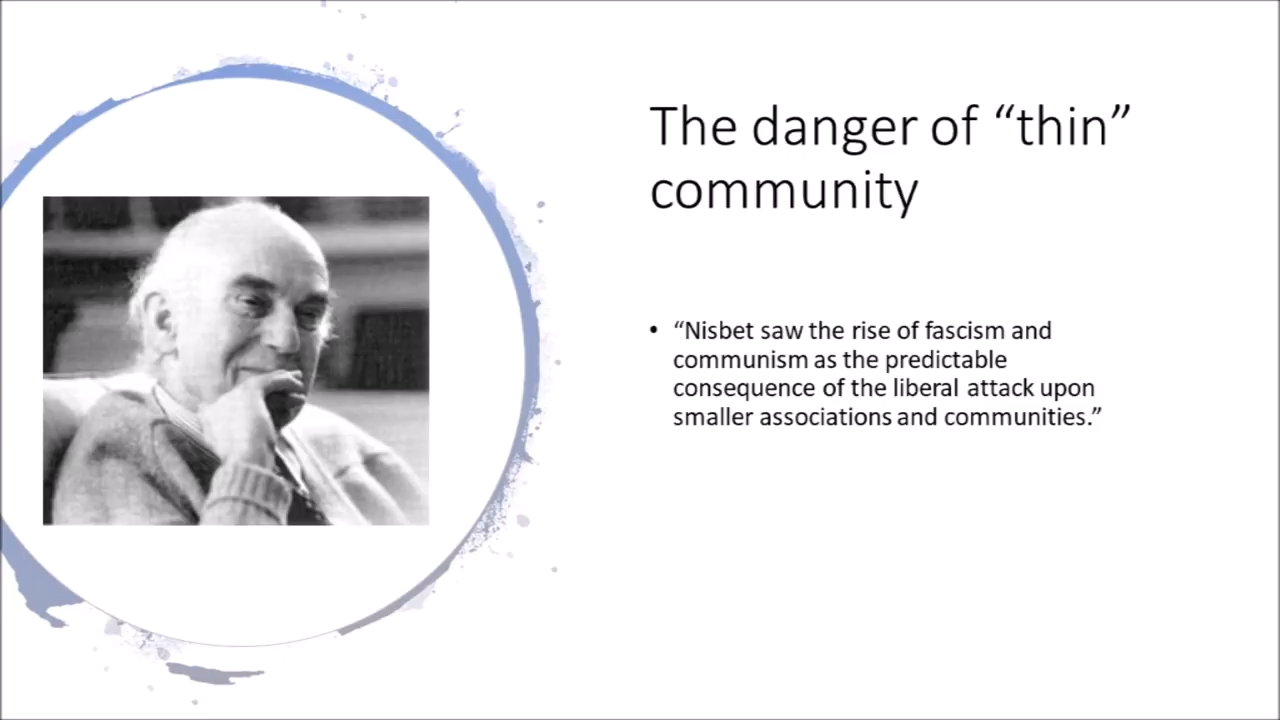 The danger of “thin”
community
• “Nisbet saw the rise of fascism and
communism as the predictable
consequence of the liberal attack upon
smaller associations and communities.”